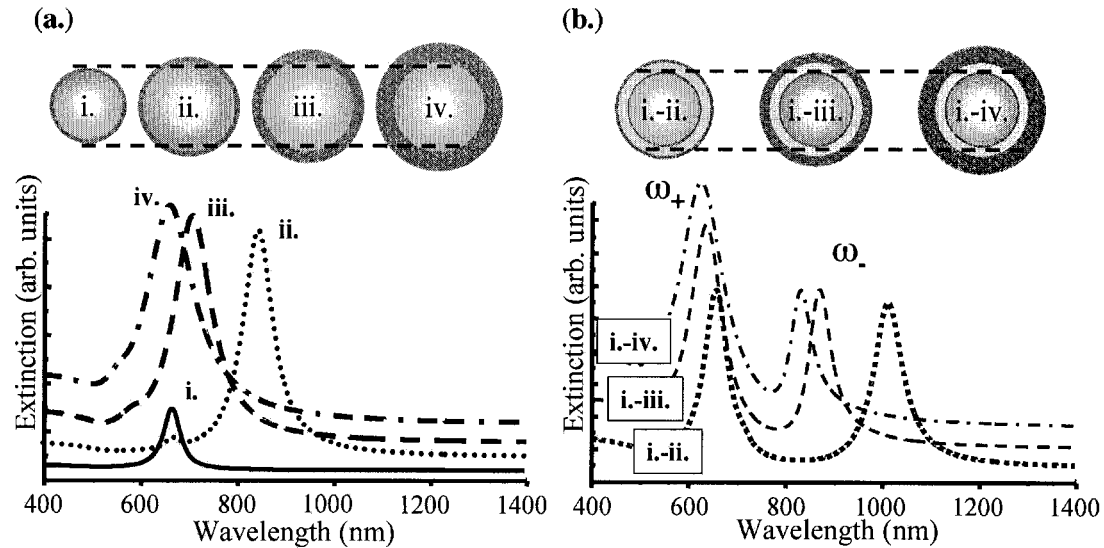 (a.)
i.
ii.
iii.
iv.
Extinction (arb. units)
iv.
iii.
ii.
i.
400
600
800
1000
1200
1400
Wavelength (nm)
(b.)
i.-ii.
i.-iii.
i.-iv.
Extinction (arb. units)
ω+
ω-
i.-iv.
i.-iii.
i.-ii.
400
600
800
1000
1200
1400
Wavelength (nm)